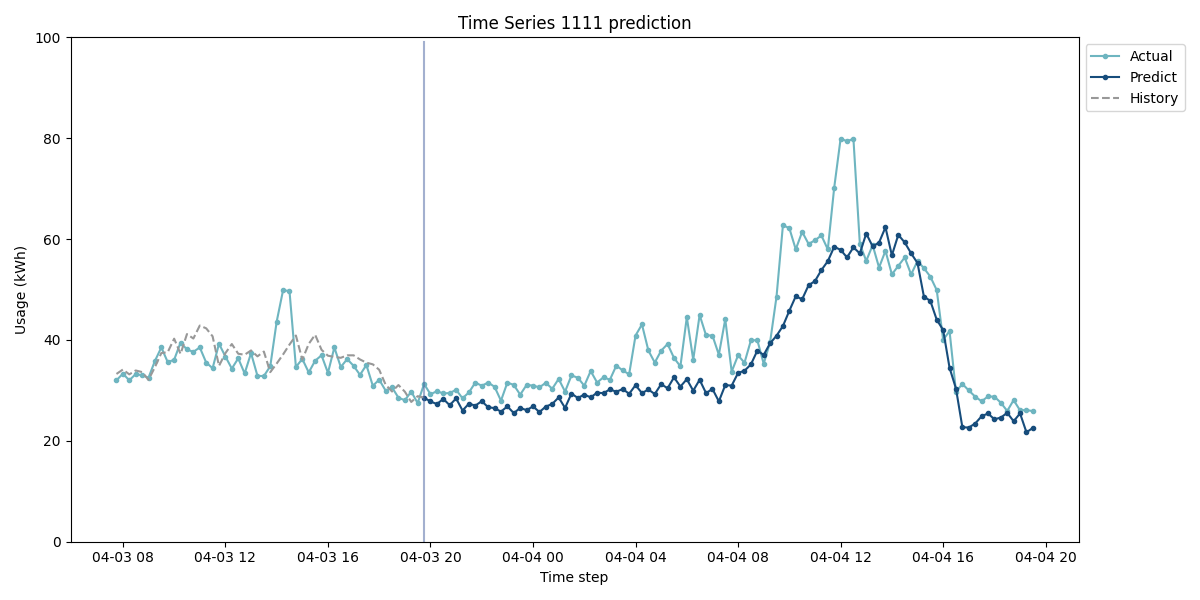 Time Series 1111 prediction
100
80
60
40
20
0
Usage (kWh)
04-03 08
04-03 12
04-03 16
04-03 20
04-04 00
04-04 04
04-04 08
04-04 12
04-04 16
04-04 20
Time step
Actual
Predict
History